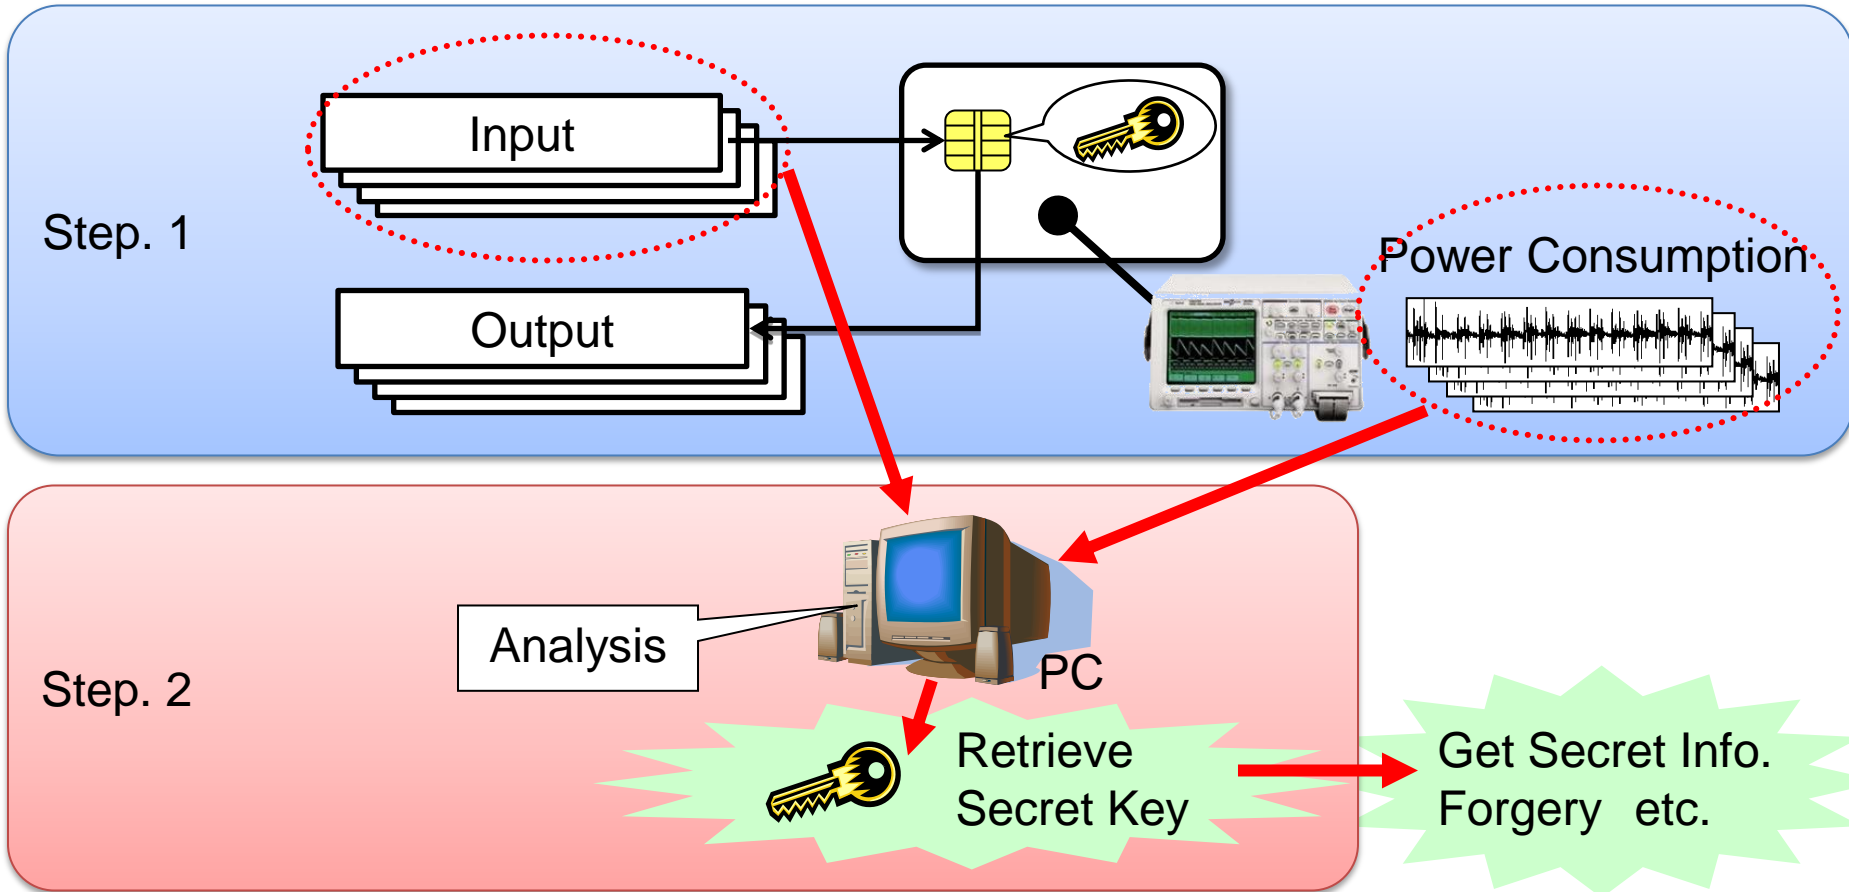 Input
Step. 1
Power Consumption
Output
Analysis
PC
Step. 2
Retrieve
Secret Key
Get Secret Info.
Forgery etc.